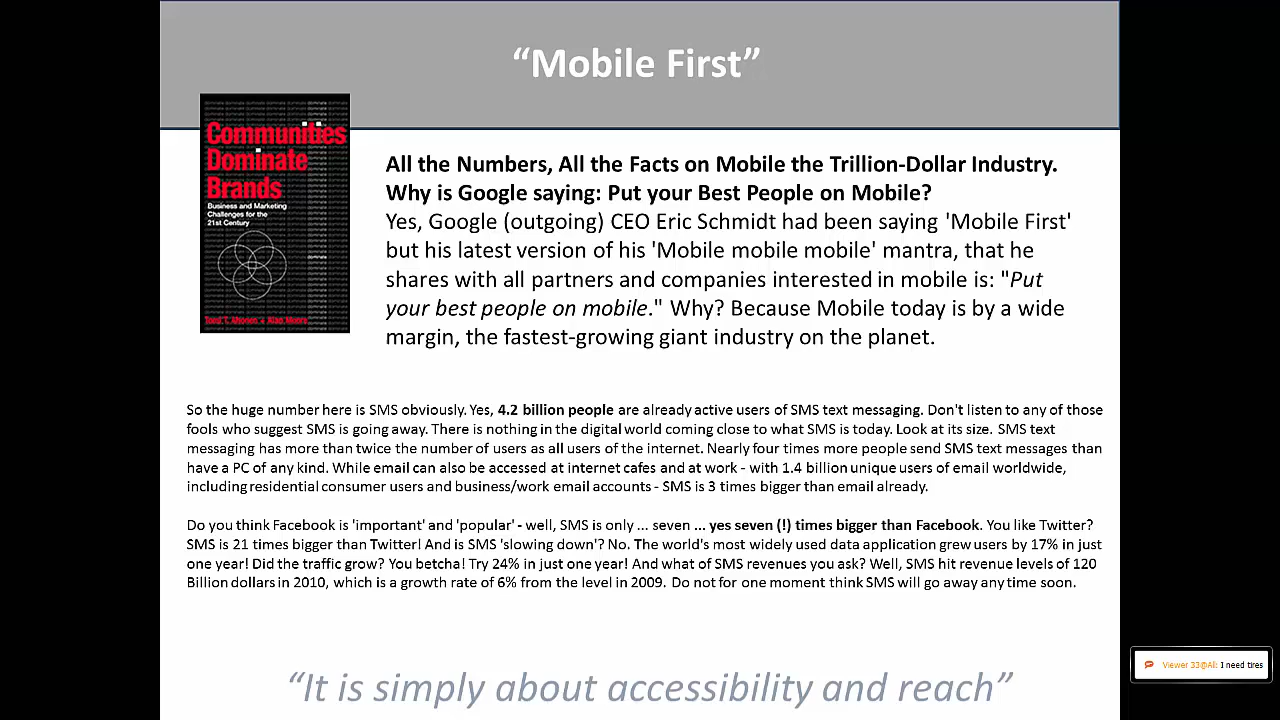 “Mobile First”
Communities
Dominate
Brands
Business and Marketing
Challenges for the
21st Century
Tomi T Ahonen + Alan Moore
All the Numbers, All the Facts on Mobile the Trillion-Dollar Industry.
Why is Google saying: Put your Best People on Mobile?
Yes, Google (outgoing) CEO Eric Schmidt had been saying 'Mobile First'
but his latest version of his 'Mobile mobile mobile' mantra, that he
shares with all partners and companies interested in mobile is: "Put
your best people on mobile." Why? Because Mobile today is by a wide
margin, the fastest-growing giant industry on the planet.
So the huge number here is SMS obviously. Yes, 4.2 billion people are already active users of SMS text messaging. Don't listen to any of those
fools who suggest SMS is going away. There is nothing in the digital world coming close to what SMS is today. Look at its size. SMS text
messaging has more than twice the number of users as all users of the internet. Nearly four times more people send SMS text messages than
have a PC of any kind. While email can also be accessed at internet cafes and at work - with 1.4 billion unique users of email worldwide,
including residential consumer users and business/work email accounts - SMS is 3 times bigger than email already.
Do you think Facebook is 'important' and 'popular' - well, SMS is only ... seven ... yes seven (!) times bigger than Facebook. You like Twitter?
SMS is 21 times bigger than Twitter! And is SMS 'slowing down'? No. The world's most widely used data application grew users by 17% in just
one year! Did the traffic grow? You betcha! Try 24% in just one year! And what of SMS revenues you ask? Well, SMS hit revenue levels of 120
Billion dollars in 2010, which is a growth rate of 6% from the level in 2009. Do not for one moment think SMS will go away any time soon.
Viewer 33@All: I need tires
“It is simply about accessibility and reach”